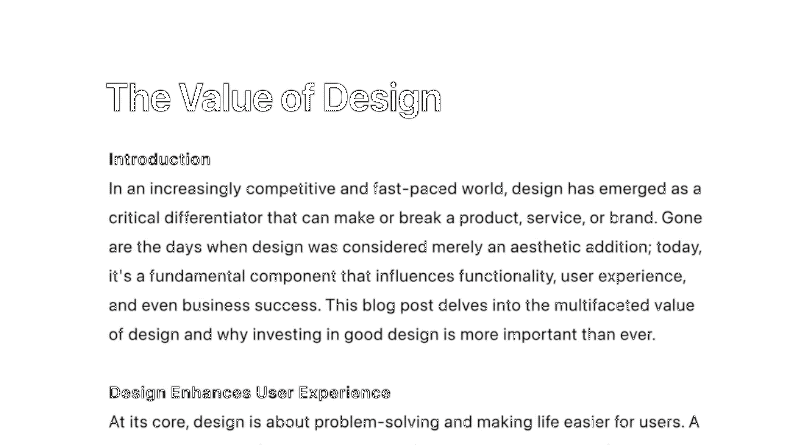 The Value of Design
Introduction
In an increasingly competitive and fast-paced world, design has emerged as a
critical differentiator that can make or break a product, service, or brand. Gone
are the days when design was considered merely an aesthetic addition; today,
it's a fundamental component that influences functionality, user experience,
and even business success. This blog post delves into the multifaceted value
of design and why investing in good design is more important than ever.
Design Enhances User Experience
At its core, design is about problem-solving and making life easier for users. A